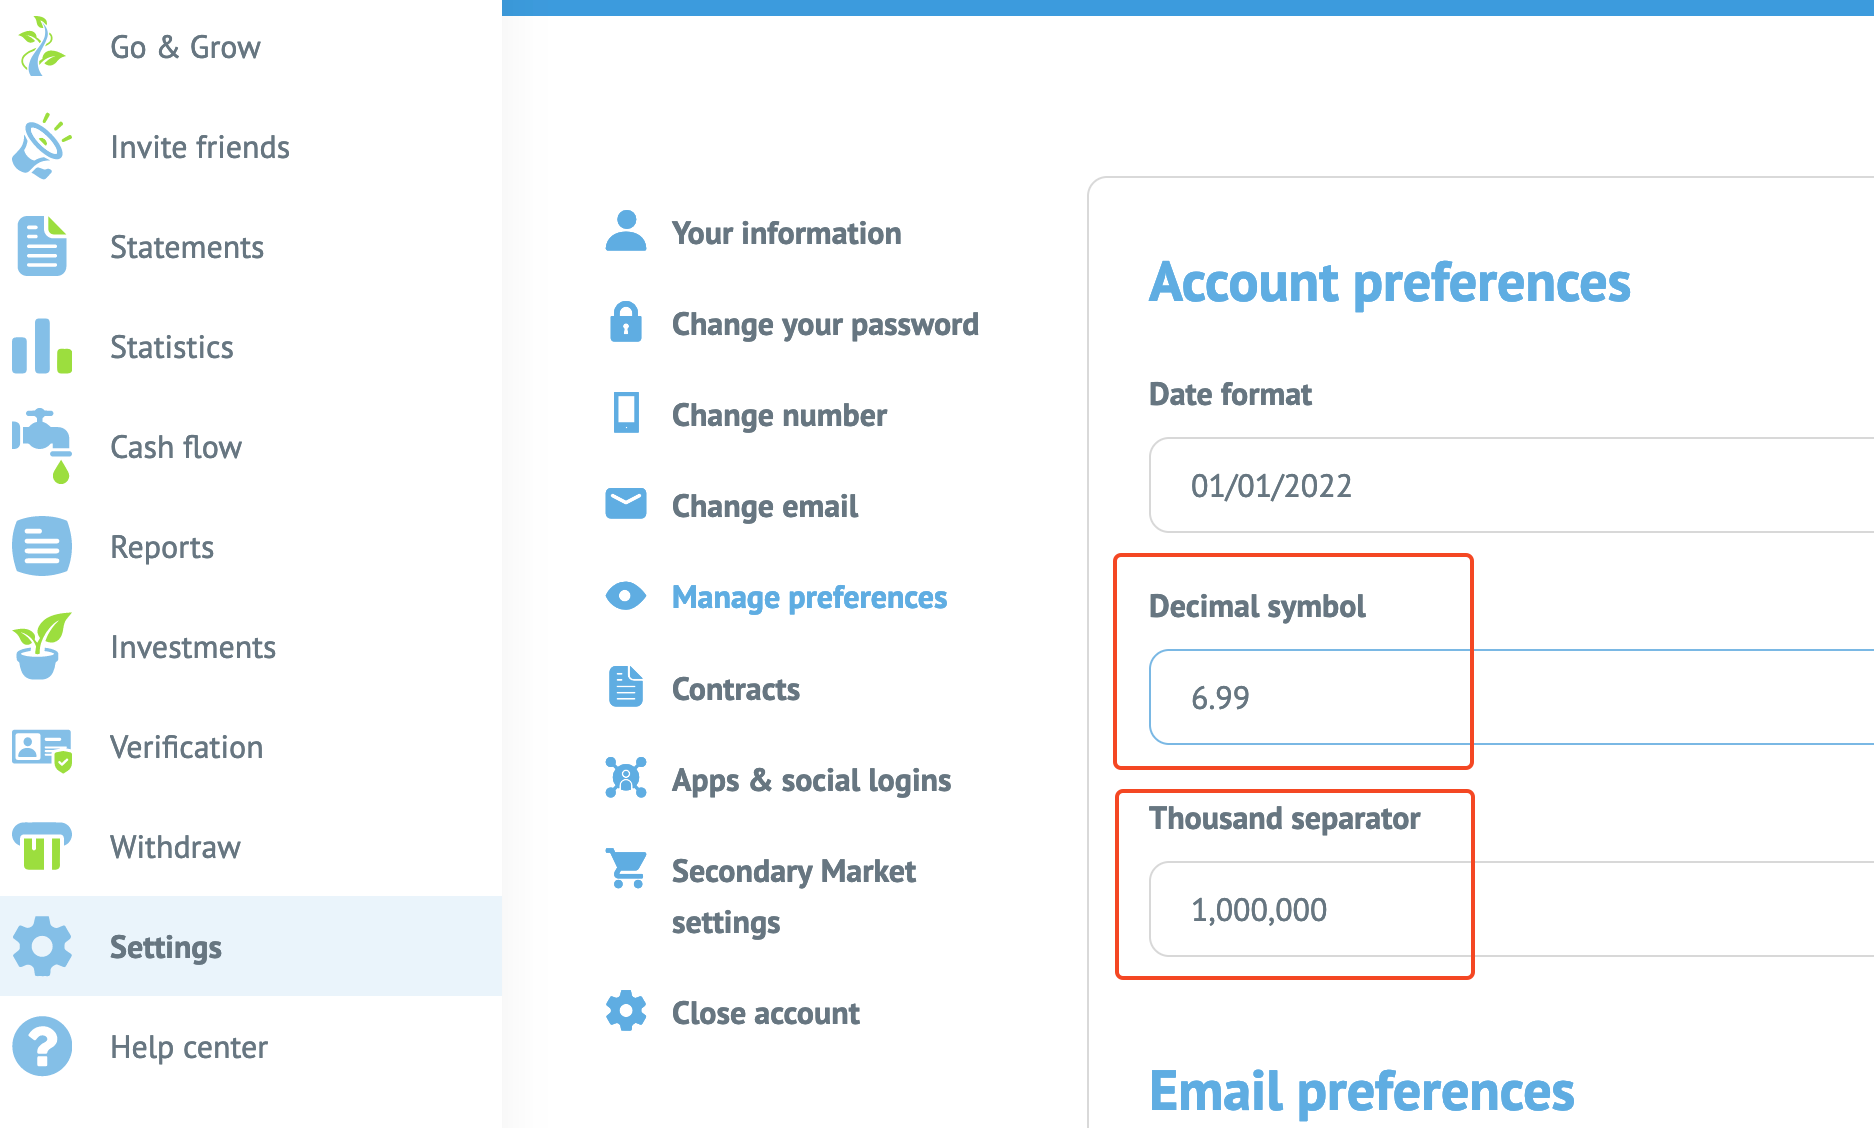 Go & Grow
Invite friends
Statements
Statistics
Cash flow
Reports
Investments
Verification
Withdraw
Settings
Help center
Your information
Change your password
Change number
Change email
Manage preferences
Contracts
Apps & social logins
Secondary Market
settings
Close account
Account preferences
Date format
01/01/2022
Decimal symbol
6.99
Thousand separator
1,000,000
Email preferences